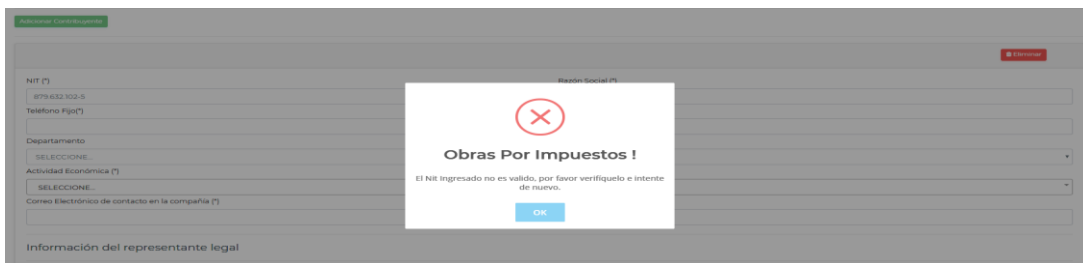 Adicionar Contribuyente
Eliminar
NIT (*)
Razón Social (*)
879.632.102-5
Teléfono Fijo(*)
Departamento
SELECCIONE..
Actividad Económica (*)
SELECCIONE..
Correo Electrónico de contacto en la compañía (*)
Información del representante legal
Obras Por Impuestos !
El Nit Ingresado no es valido, por favor verifíquelo e intente
de nuevo.
OK